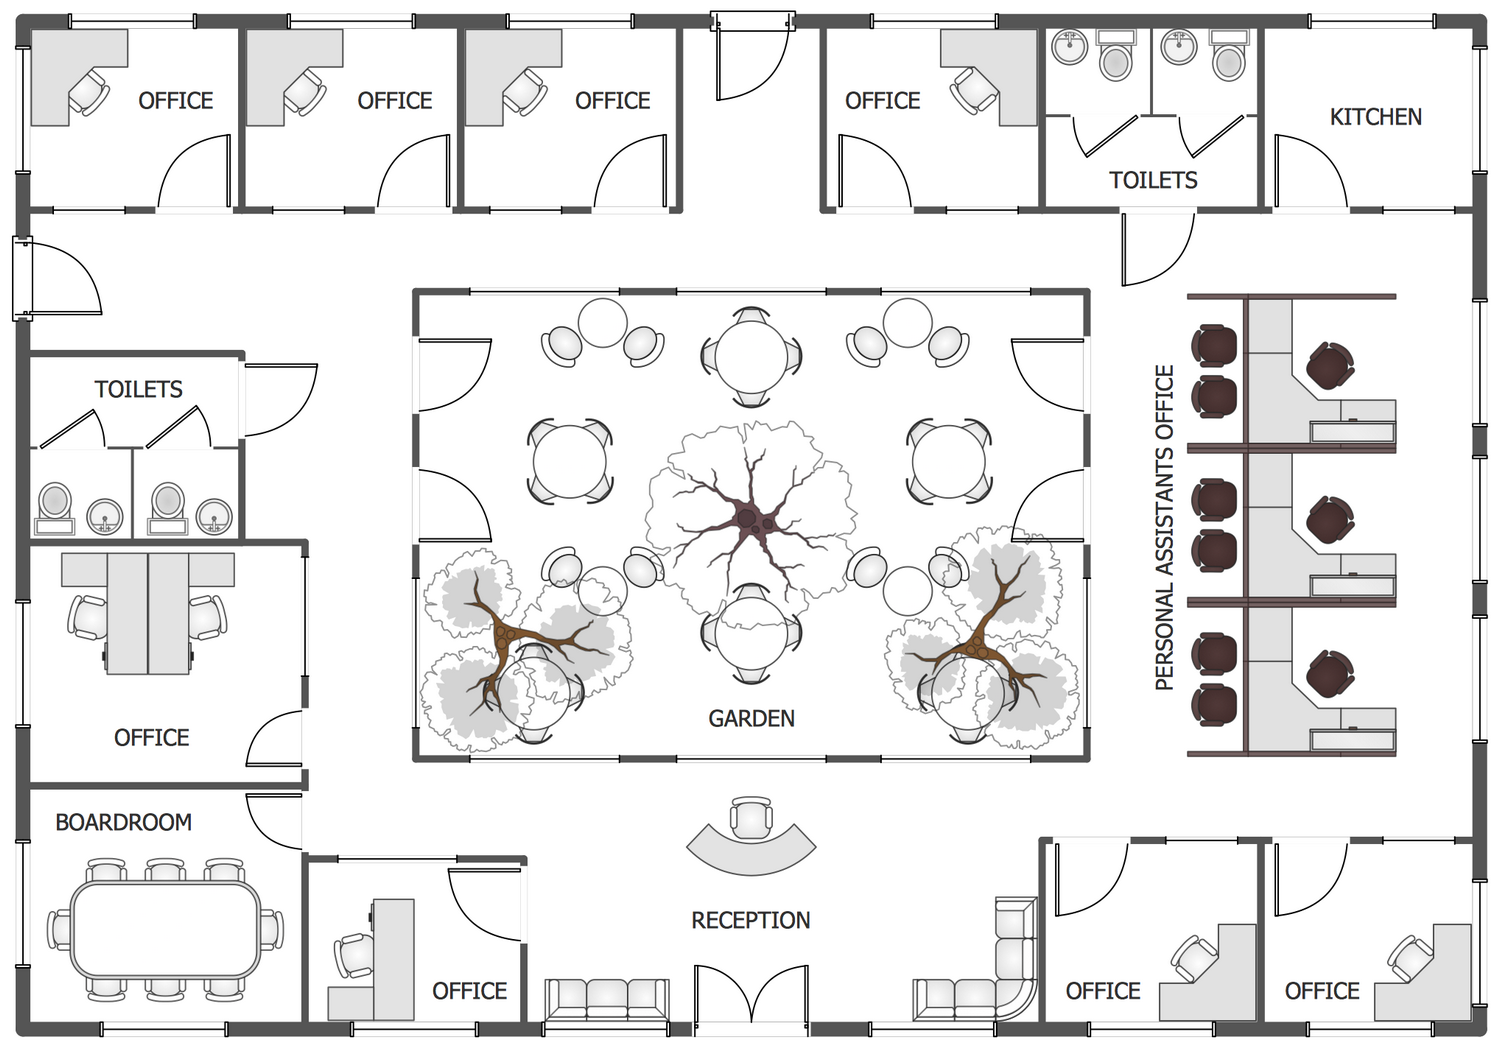 OFFICE
OFFICE
OFFICE
OFFICE
KITCHEN
TOILETS
TOILETS
PERSONAL ASSISTANTS OFFICE
GARDEN
OFFICE
BOARDROOM
RECEPTION
OFFICE
OFFICE
OFFICE